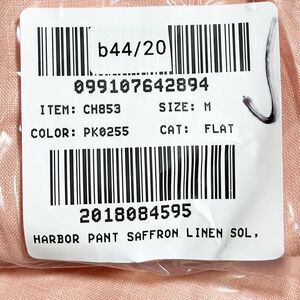 b44/20
099107642894
ITEM: CH853 SIZE: M
COLOR: PK0255 CAT: FLAT
2018084595
HARBOR PANT SAFFRON LINEN SOL,